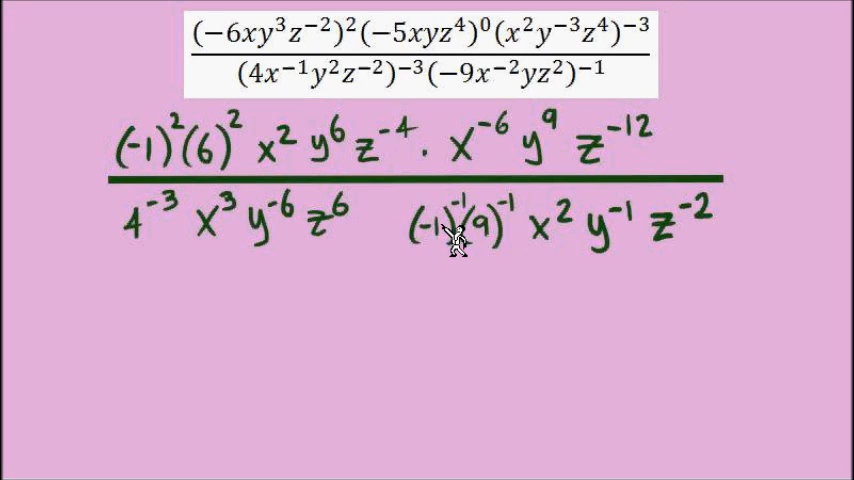 (−6xy³z⁻²)²(−5xyz⁴)⁰(x²y⁻³z⁴)⁻³
(4x⁻¹y²z⁻²)⁻³(−9x⁻²yz²)⁻¹
(-1)²(6)² x² y⁶ z⁻⁴ · x⁻⁶ y⁹ z⁻¹²
4⁻³ x³ y⁻⁶ z⁶ (-1)⁻¹(9)⁻¹ x² y⁻¹ z⁻²